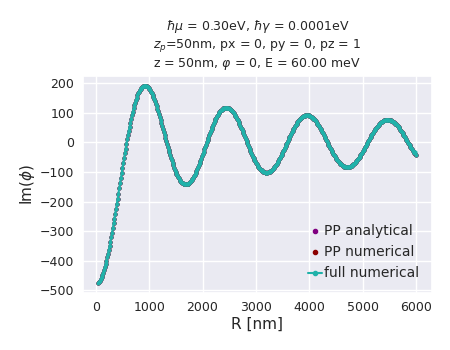 ħμ = 0.30eV, ħγ = 0.0001eV
z_p=50nm, px = 0, py = 0, pz = 1
z = 50nm, φ = 0, E = 60.00 meV
200
100
0
−100
−200
−300
−400
−500
Im(ϕ)
PP analytical
PP numerical
full numerical
0 1000 2000 3000 4000 5000 6000
R [nm]